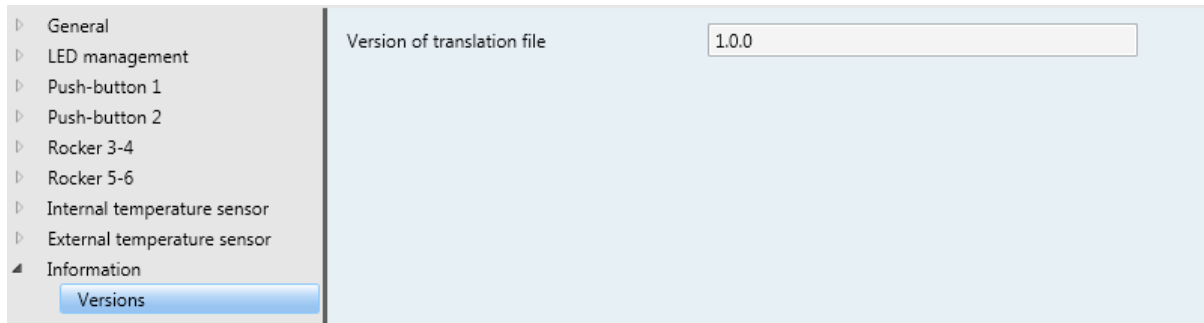 General
LED management
Push-button 1
Push-button 2
Rocker 3-4
Rocker 5-6
Internal temperature sensor
External temperature sensor
Information
Versions
Version of translation file 1.0.0